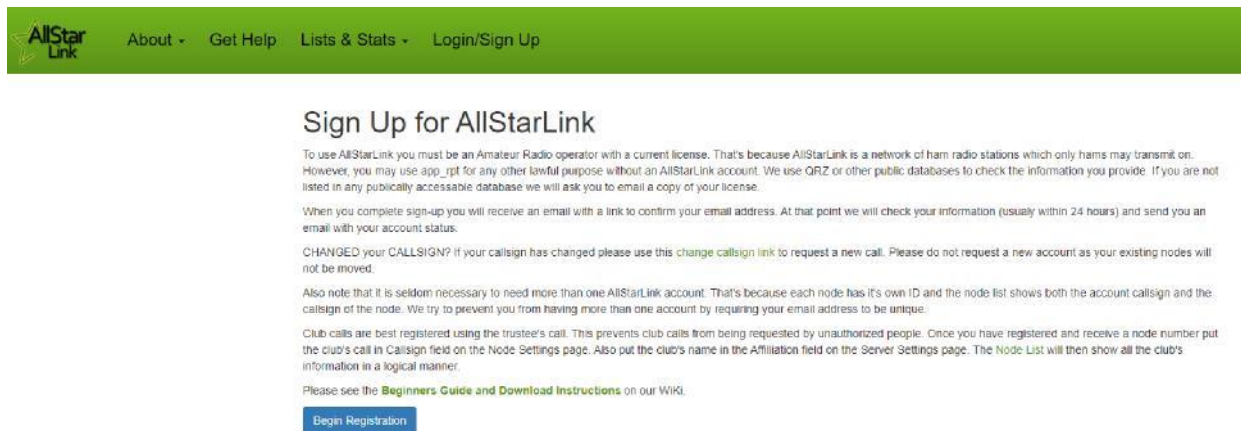 AllStar
Link
About
Get Help
Lists & Stats
Login/Sign Up
Sign Up for AllStarLink
To use AllStarLink you must be an Amateur Radio operator with a current license. That's because AllStarLink is a network of ham radio stations which only hams may transmit on.
However, you may use app_rpt for any other lawful purpose without an AllStarLink account. We use QRZ or other public databases to check the information you provide. If you are not
listed in any publically accessable database we will ask you to email a copy of your license.
When you complete sign-up you will receive an email with a link to confirm your email address. At that point we will check your information (usualy within 24 hours) and send you an
email with your account status.
CHANGED your CALLSIGN? If your callsign has changed please use this change callsign link to request a new call. Please do not request a new account as your existing nodes will
not be moved.
Also note that it is seldom necessary to need more than one AllStarLink account. That's because each node has it's own ID and the node list shows both the account callsign and the
callsign of the node. We try to prevent you from having more than one account by requiring your email address to be unique.
Club calls are best registered using the trustee's call. This prevents club calls from being requested by unauthorized people. Once you have registered and receive a node number put
the club's call in Callsign field on the Node Settings page. Also put the club's name in the Affiliation field on the Server Settings page. The Node List will then show all the club's
information in a logical manner.
Please see the Beginners Guide and Download Instructions on our WiKi.
Begin Registration